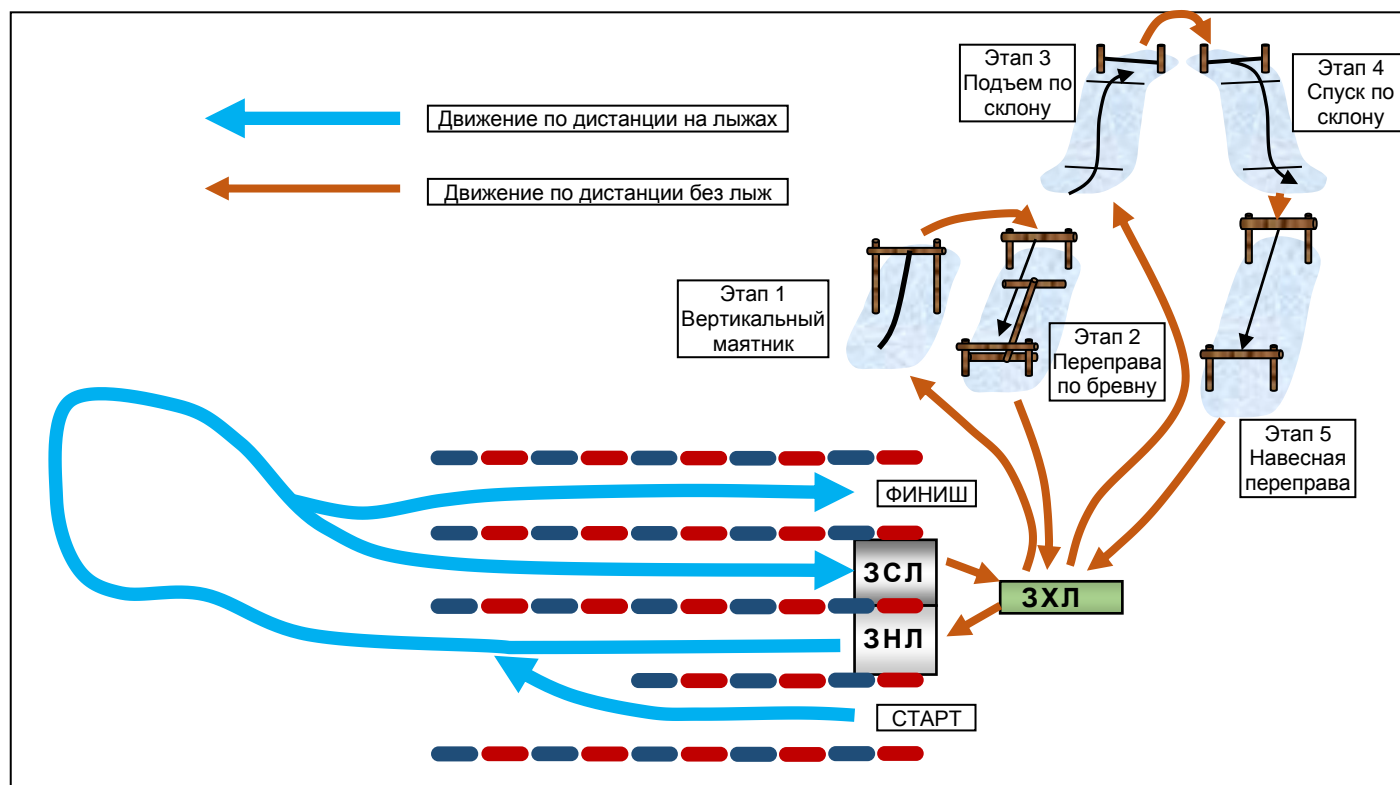 Движение по дистанции на лыжах
Движение по дистанции без лыж
Этап 3
Подъем по
склону
Этап 4
Спуск по
склону
Этап 1
Вертикальный
маятник
Этап 2
Переправа
по бревну
Этап 5
Навесная
переправа
ФИНИШ
ЗСЛ
ЗХЛ
ЗНЛ
СТАРТ